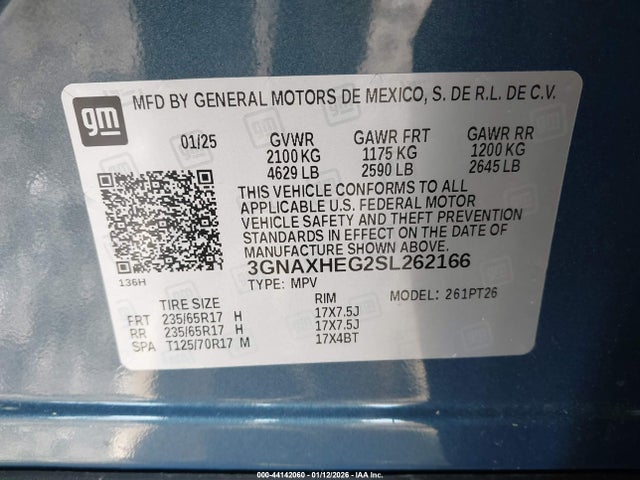 gm MFD BY GENERAL MOTORS DE MEXICO, S. DE R.L. DE C.V.
01/25 GVWR GAWR FRT GAWR RR
2100 KG 1175 KG 1200 KG
4629 LB 2590 LB 2645 LB
THIS VEHICLE CONFORMS TO ALL
APPLICABLE U.S. FEDERAL MOTOR
VEHICLE SAFETY AND THEFT PREVENTION
STANDARDS IN EFFECT ON THE DATE OF
MANUFACTURE SHOWN ABOVE.
136H 3GNAXHEG2SL262166
TYPE: MPV MODEL: 261PT26
TIRE SIZE RIM
FRT 235/65R17 H 17X7.5J
RR 235/65R17 H 17X7.5J
SPA T125/70R17 M 17X4BT
000-44142060 - 01/12/2026 - IAA Inc.